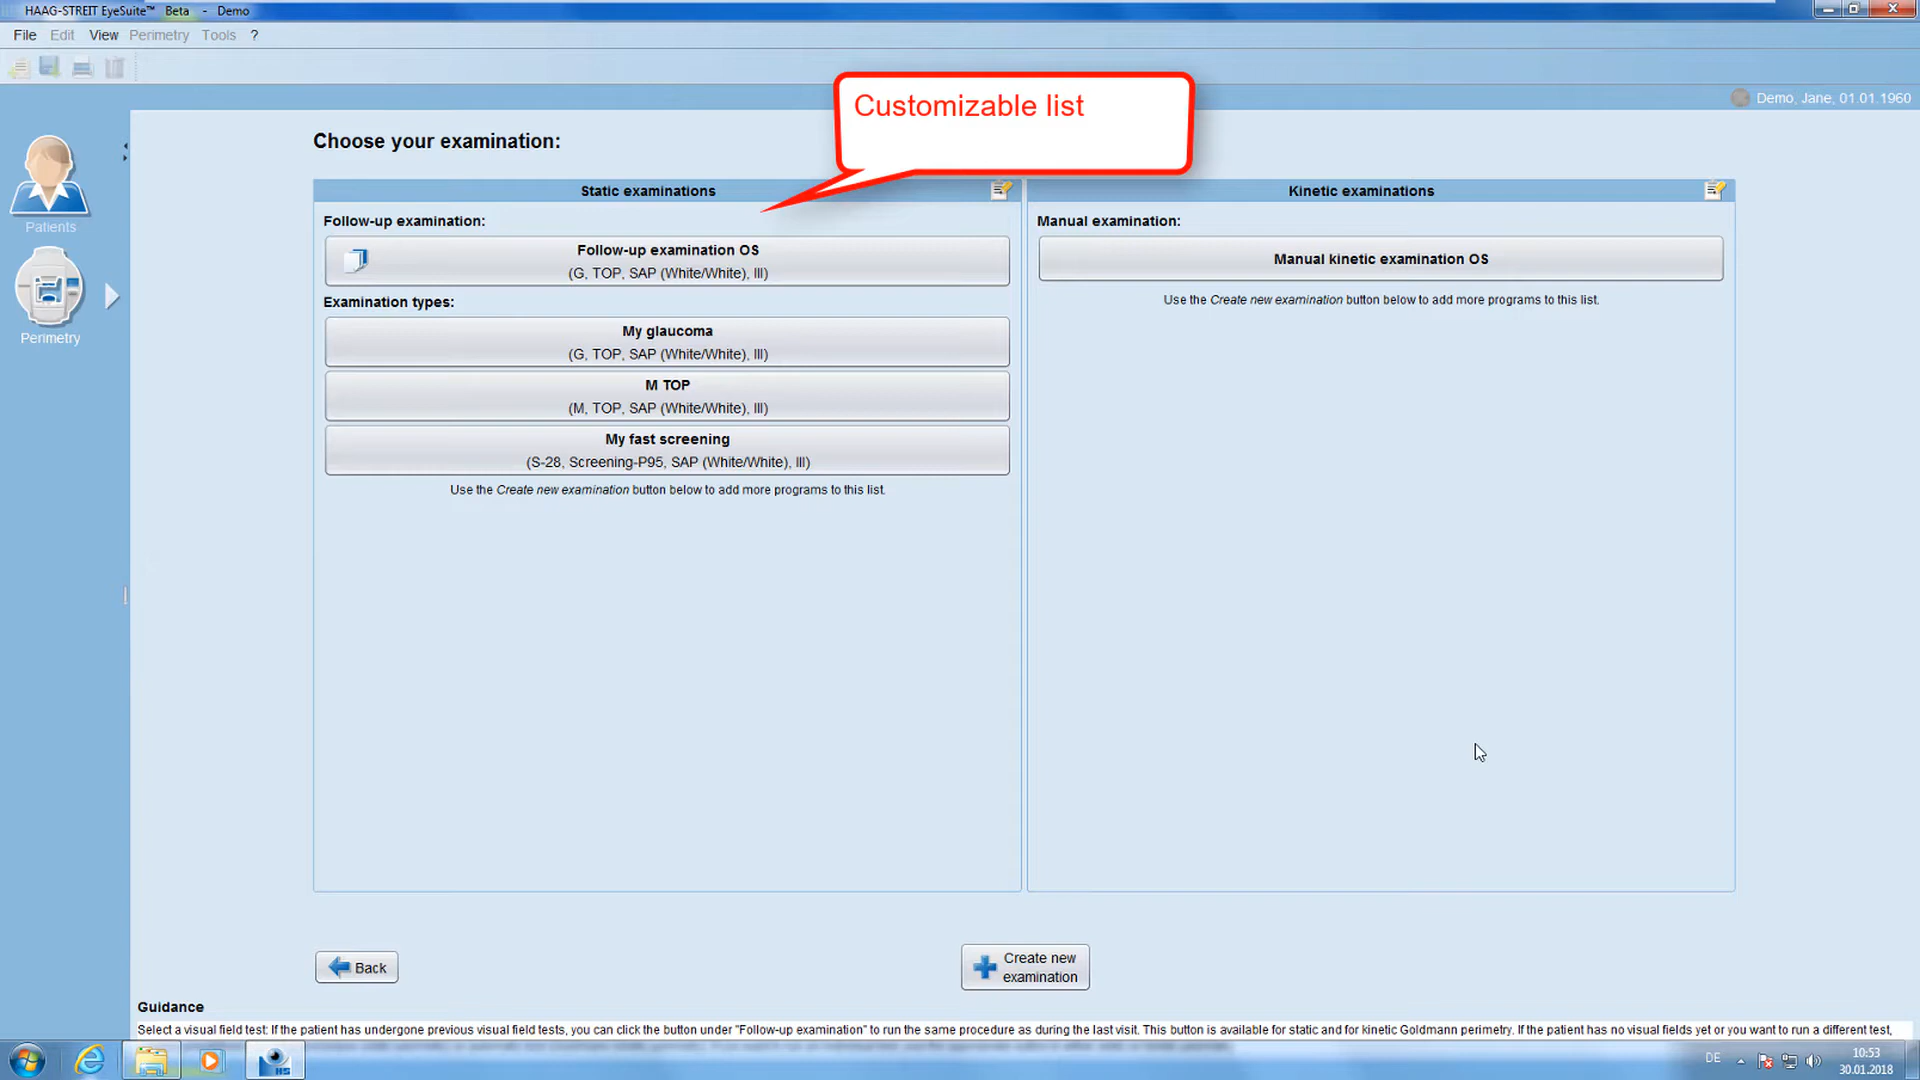 HAAG-STREIT EyeSuite™ Beta - Demo
File Edit View Perimetry Tools ?
Demo, Jane, 01.01.1960
Customizable list
Choose your examination:
Patients
Perimetry
Static examinations
Follow-up examination:
Follow-up examination OS
(G, TOP, SAP (White/White), III)
Examination types:
My glaucoma
(G, TOP, SAP (White/White), III)
M TOP
(M, TOP, SAP (White/White), III)
My fast screening
(S-28, Screening-P95, SAP (White/White), III)
Use the Create new examination button below to add more programs to this list.
Kinetic examinations
Manual examination:
Manual kinetic examination OS
Use the Create new examination button below to add more programs to this list.
Back
Create new
examination
Guidance
Select a visual field test: If the patient has undergone previous visual field tests, you can click the button under "Follow-up examination" to run the same procedure as during the last visit. This button is available for static and for kinetic Goldmann perimetry. If the patient has no visual fields yet or you want to run a different test,
HS
DE
10:53
30.01.2018